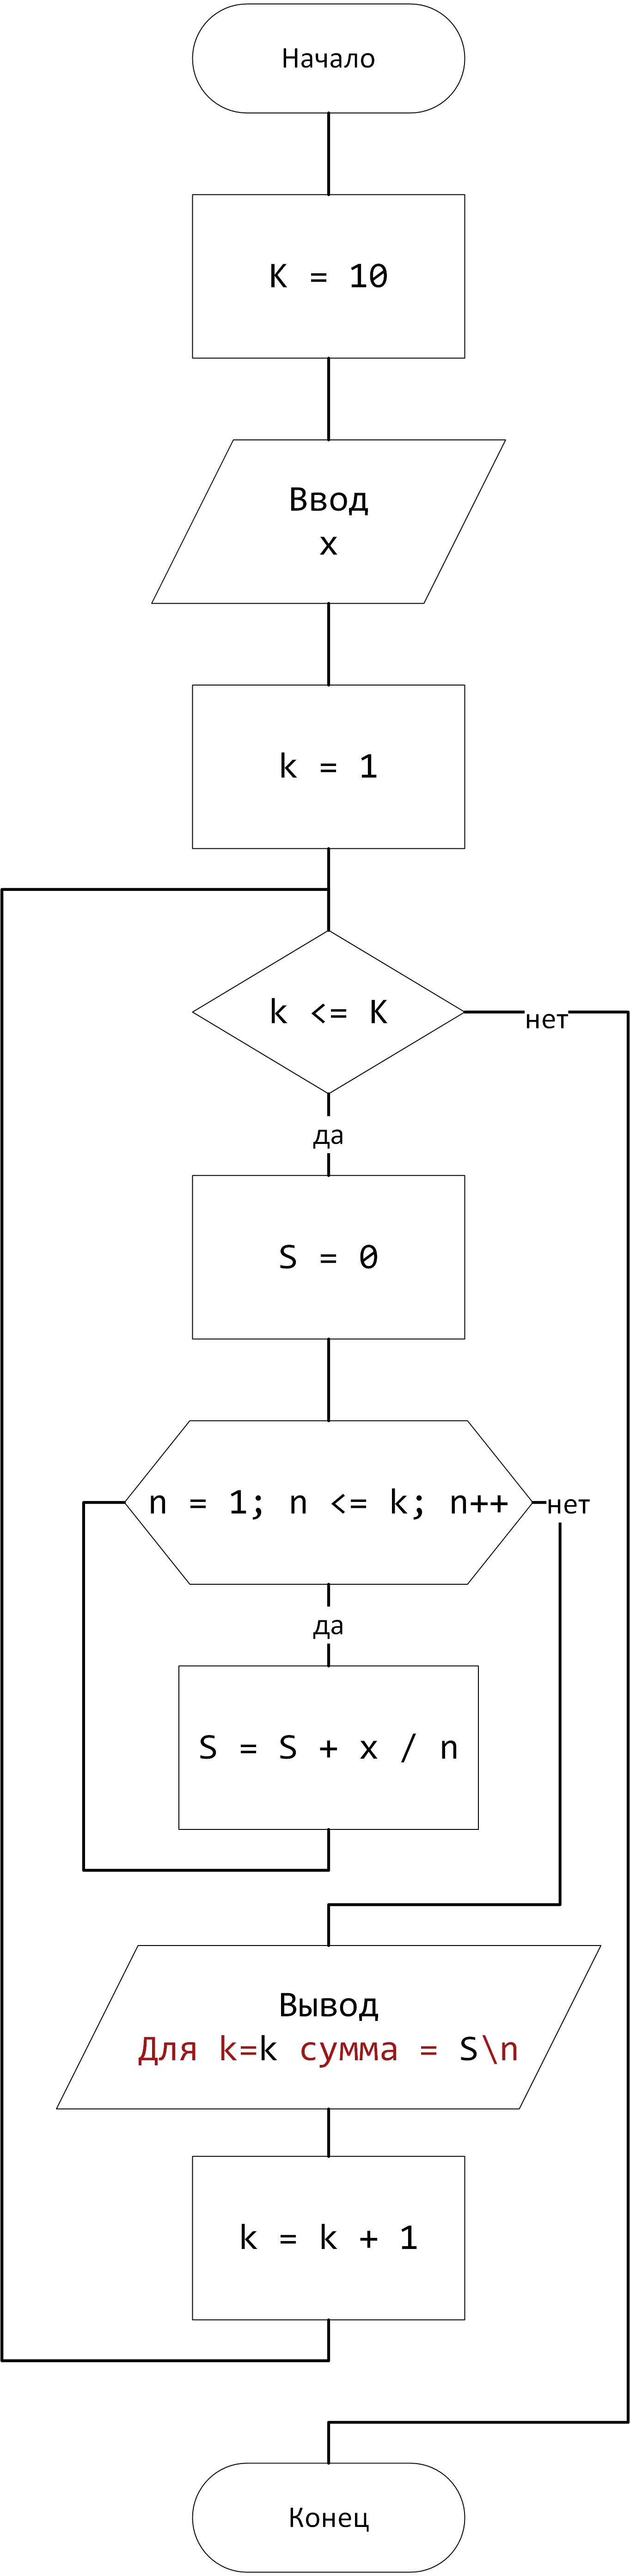 Начало
K = 10
Ввод
x
k = 1
k <= K
нет
да
S = 0
n = 1; n <= k; n++
нет
да
S = S + x / n
Вывод
Для k=k сумма = S\n
k = k + 1
Конец